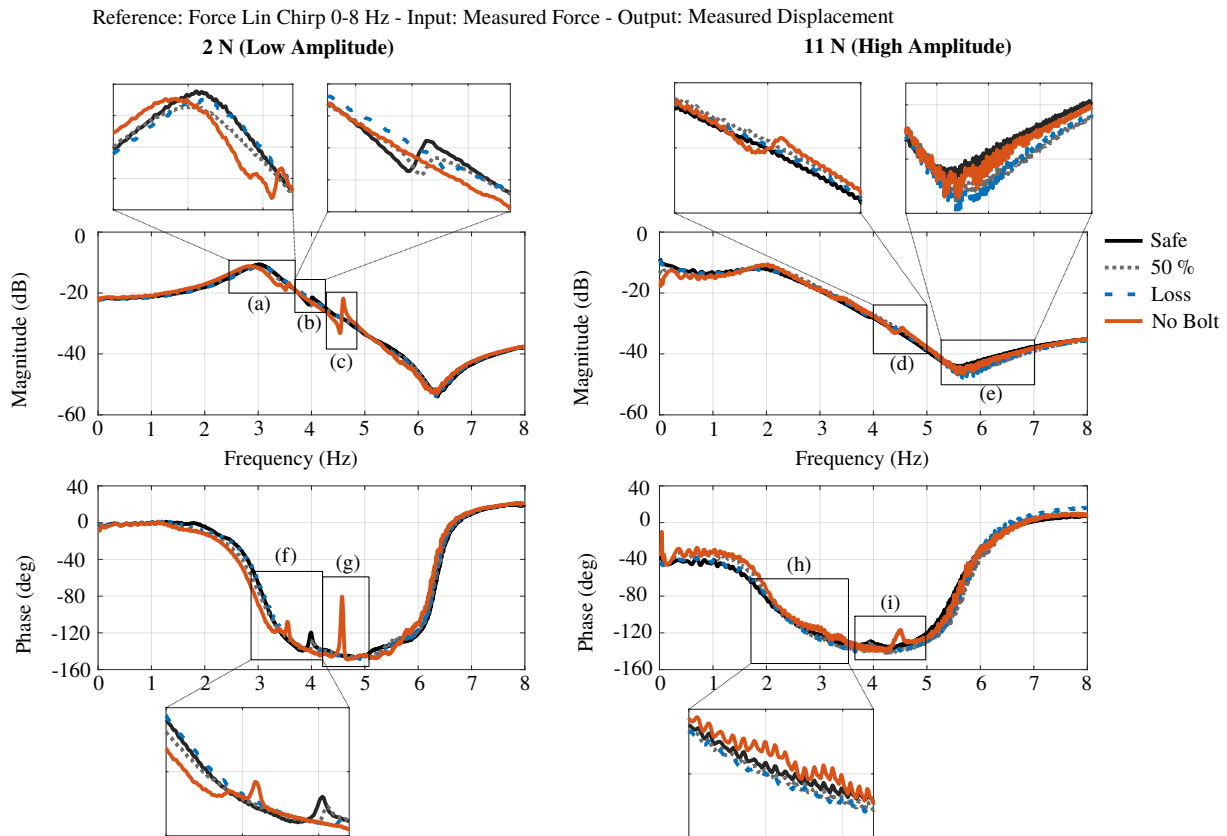 Reference: Force Lin Chirp 0-8 Hz - Input: Measured Force - Output: Measured Displacement
2 N (Low Amplitude)
11 N (High Amplitude)
0
-20
-40
-60
Magnitude (dB)
(a)
(b)
(c)
0 1 2 3 4 5 6 7 8
Frequency (Hz)
0
-20
-40
-60
Magnitude (dB)
(d)
(e)
0 1 2 3 4 5 6 7 8
Frequency (Hz)
Safe
50 %
Loss
No Bolt
40
0
-40
-80
-120
-160
Phase (deg)
(f)
(g)
0 1 2 3 4 5 6 7 8
40
0
-40
-80
-120
-160
Phase (deg)
(h)
(i)
0 1 2 3 4 5 6 7 8